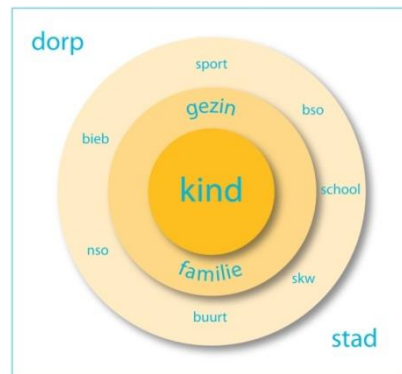 dorp
sport
gezin
bso
bieb
kind
school
nso
familie
skw
buurt
stad